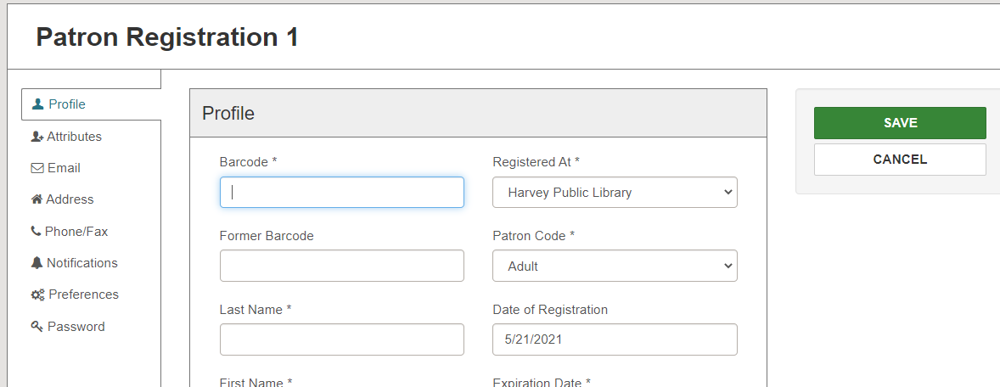 Patron Registration 1
Profile
Attributes
Email
Address
Phone/Fax
Notifications
Preferences
Password
Profile
Barcode *
Registered At *
Harvey Public Library
Former Barcode
Patron Code *
Adult
Last Name *
Date of Registration
5/21/2021
First Name *
Expiration Date *
SAVE
CANCEL